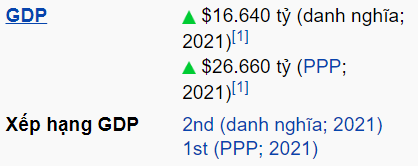 GDP ▲ $16.640 tỷ (danh nghĩa;
2021)[1]
▲ $26.660 tỷ (PPP;
2021)[1]
Xếp hạng GDP 2nd (danh nghĩa; 2021)
1st (PPP; 2021)